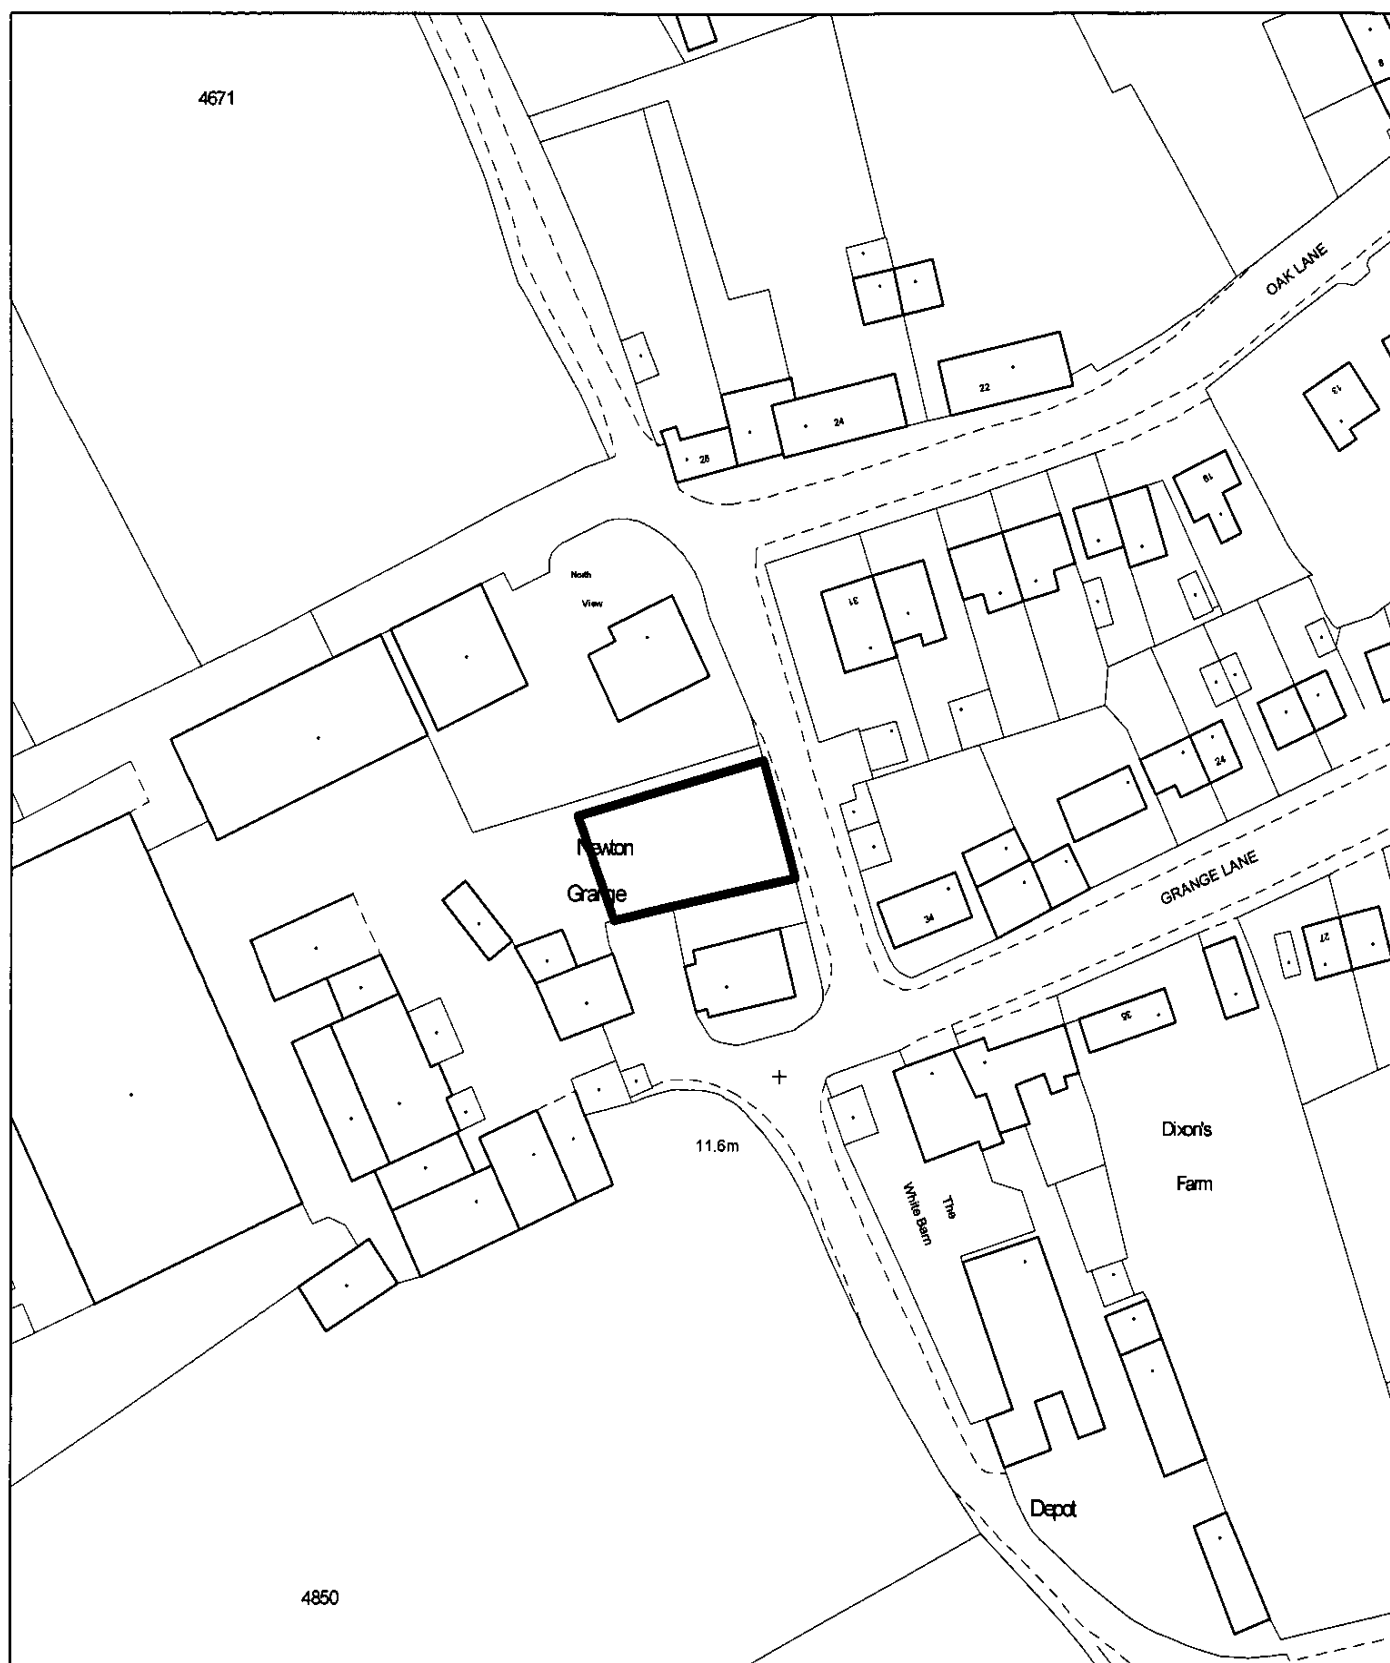 4671
8
OAK LANE
22
13
24
28
19
North
View
31
24
Newton
Grange
GRANGE LANE
34
27
35
Dixon's
Farm
11.6m
The
White Barn
Depot
4850